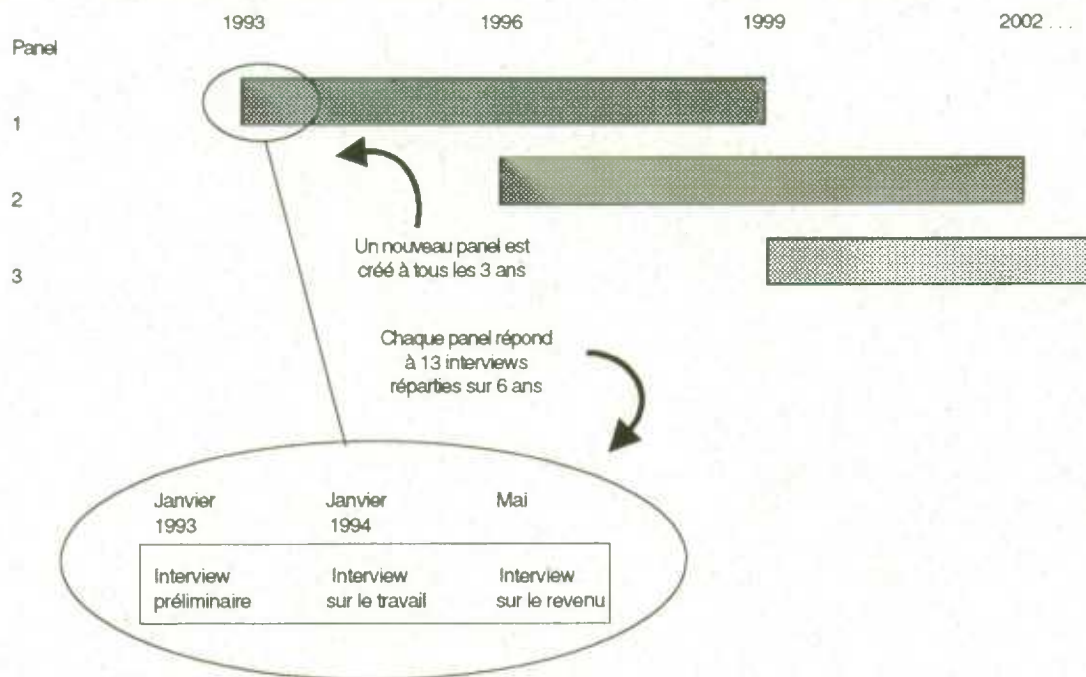 1993 1996 1999 2002 ...
Panel
1
2
Un nouveau panel est
créé à tous les 3 ans
3
Chaque panel répond
à 13 interviews
réparties sur 6 ans
Janvier Janvier Mai
1993 1994
Interview Interview Interview
préliminaire sur le travail sur le revenu